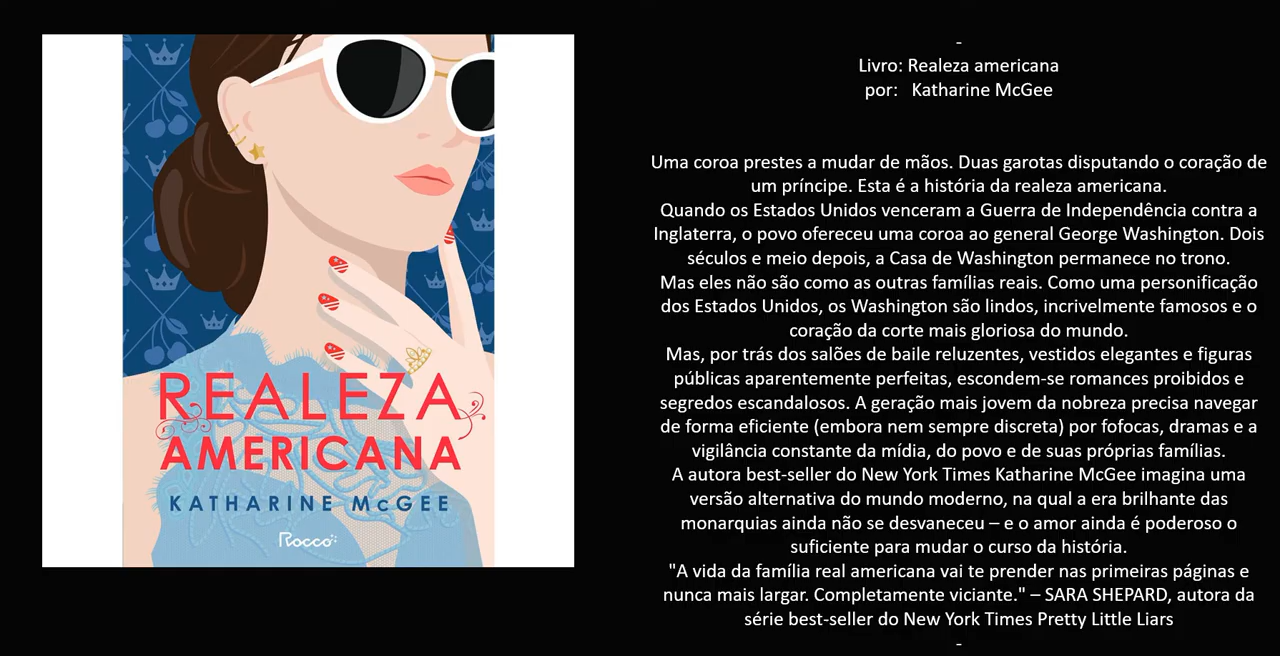 REALEZA
AMERICANA
KATHARINE McGEE
Rocco
-
Livro: Realeza americana
por: Katharine McGee
Uma coroa prestes a mudar de mãos. Duas garotas disputando o coração de
um príncipe. Esta é a história da realeza americana.
Quando os Estados Unidos venceram a Guerra de Independência contra a
Inglaterra, o povo ofereceu uma coroa ao general George Washington. Dois
séculos e meio depois, a Casa de Washington permanece no trono.
Mas eles não são como as outras famílias reais. Como uma personificação
dos Estados Unidos, os Washington são lindos, incrivelmente famosos e o
coração da corte mais gloriosa do mundo.
Mas, por trás dos salões de baile reluzentes, vestidos elegantes e figuras
públicas aparentemente perfeitas, escondem-se romances proibidos e
segredos escandalosos. A geração mais jovem da nobreza precisa navegar
de forma eficiente (embora nem sempre discreta) por fofocas, dramas e a
vigilância constante da mídia, do povo e de suas próprias famílias.
A autora best-seller do New York Times Katharine McGee imagina uma
versão alternativa do mundo moderno, na qual a era brilhante das
monarquias ainda não se desvaneceu – e o amor ainda é poderoso o
suficiente para mudar o curso da história.
"A vida da família real americana vai te prender nas primeiras páginas e
nunca mais largar. Completamente viciante." – SARA SHEPARD, autora da
série best-seller do New York Times Pretty Little Liars
-